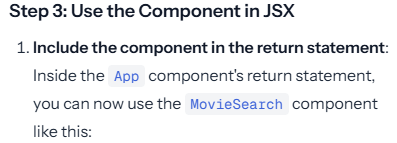 Step 3: Use the Component in JSX
1. Include the component in the return statement:
Inside the App component's return statement,
you can now use the MovieSearch component
like this: